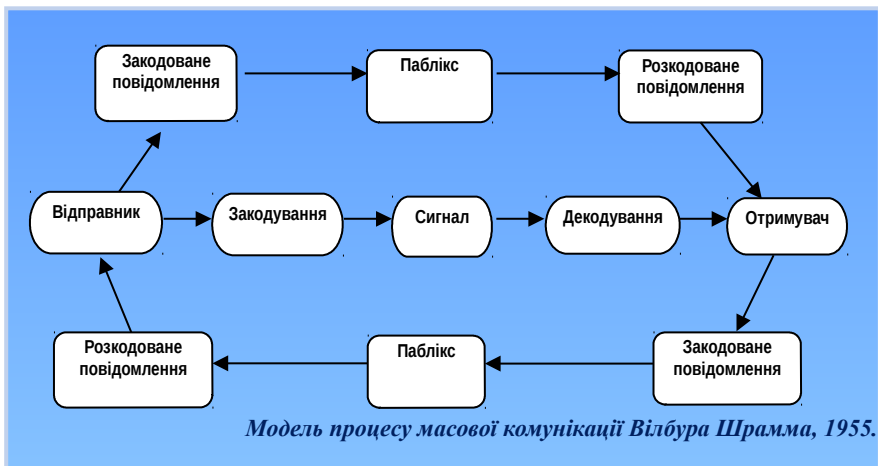 Закодоване
повідомлення
Паблікс
Розкодоване
повідомлення
Відправник
Закодування
Сигнал
Декодування
Отримувач
Розкодоване
повідомлення
Паблікс
Закодоване
повідомлення
Модель процесу масової комунікації Вілбура Шрамма, 1955.